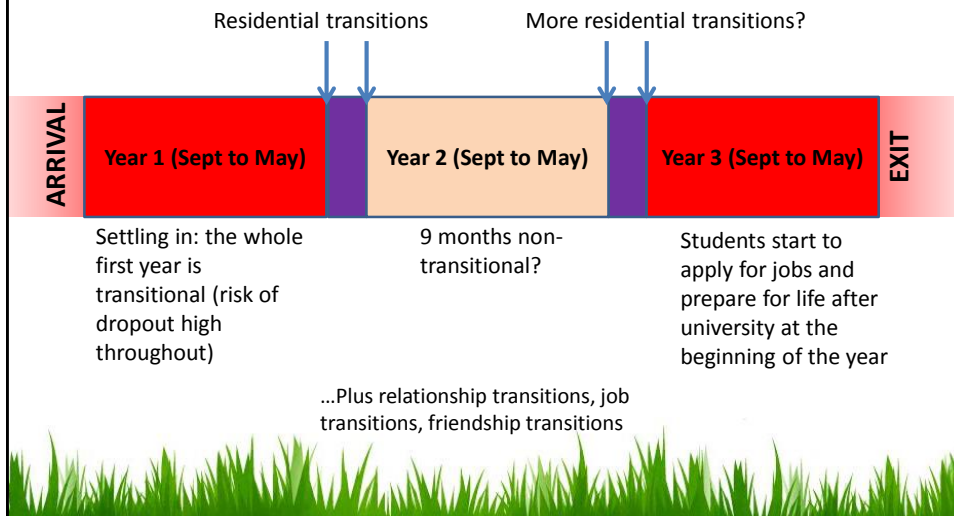 Residential transitions
More residential transitions?
ARRIVAL
Year 1 (Sept to May)
Year 2 (Sept to May)
Year 3 (Sept to May)
EXIT
Settling in: the whole
first year is
transitional (risk of
dropout high
throughout)
9 months non-
transitional?
Students start to
apply for jobs and
prepare for life after
university at the
beginning of the year
…Plus relationship transitions, job
transitions, friendship transitions